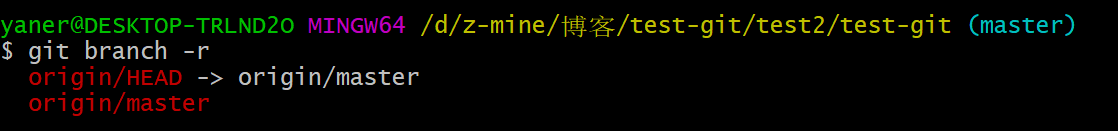 yaner@DESKTOP-TRLND2O MINGW64 /d/z-mine/博客/test-git/test2/test-git (master)
$ git branch -r
  origin/HEAD -> origin/master
  origin/master